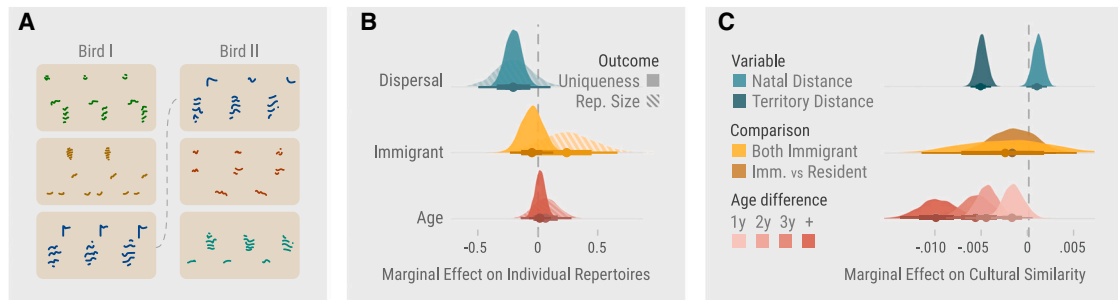 A
Bird I
Bird II
B
Outcome
Uniqueness
Rep. Size
Dispersal
Immigrant
Age
-0.5
0
0.5
Marginal Effect on Individual Repertoires
C
Variable
Natal Distance
Territory Distance
Comparison
Both Immigrant
Imm. vs Resident
Age difference
1y 2y 3y +
-.010
-.005
0
.005
Marginal Effect on Cultural Similarity